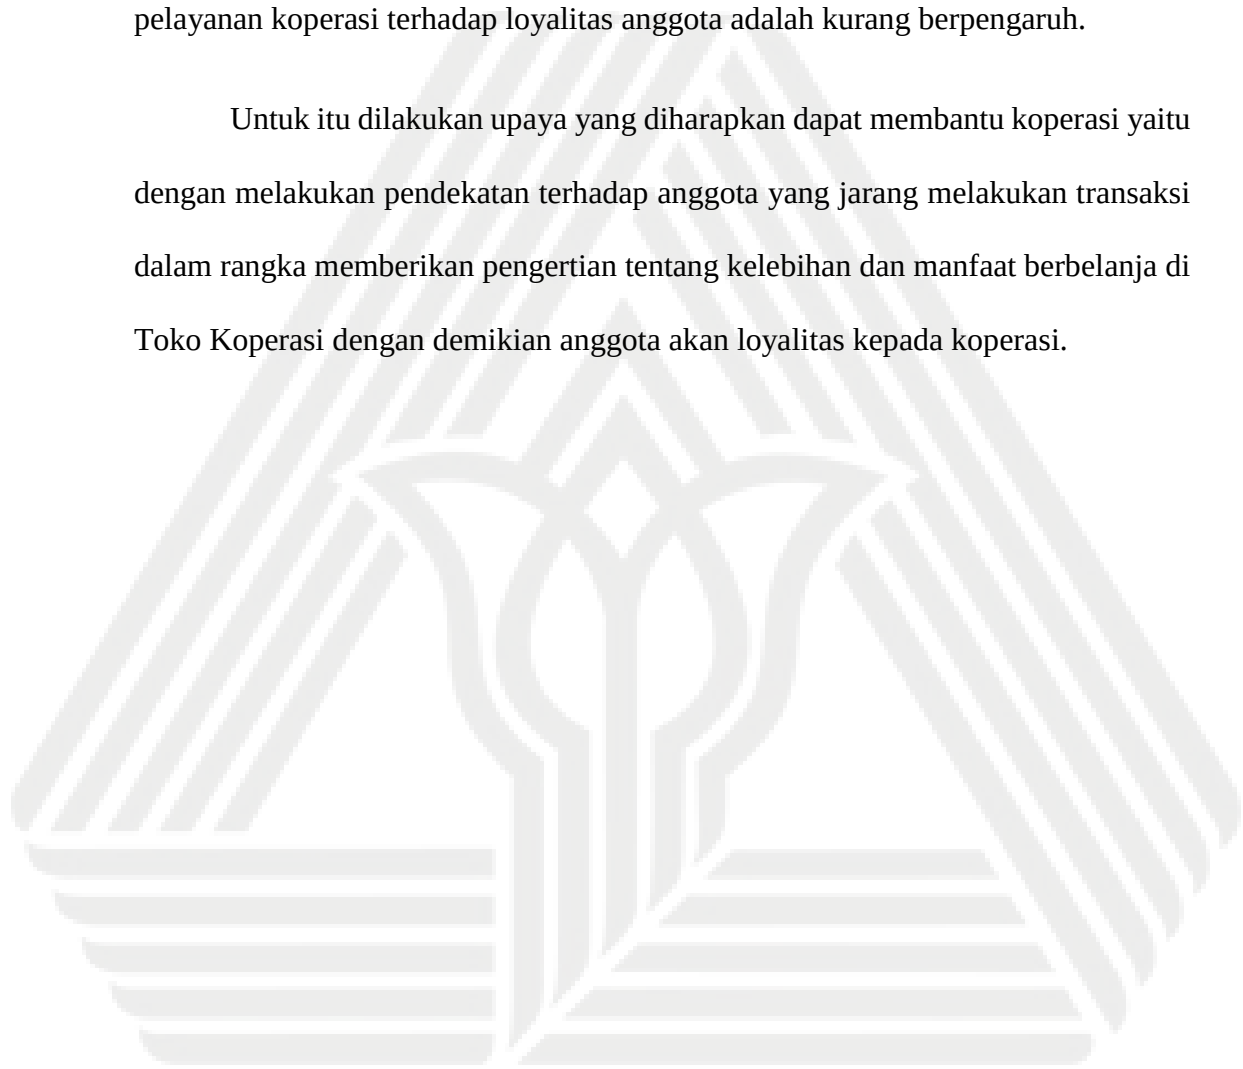 pelayanan koperasi terhadap loyalitas anggota adalah kurang berpengaruh.
Untuk itu dilakukan upaya yang diharapkan dapat membantu koperasi yaitu
dengan melakukan pendekatan terhadap anggota yang jarang melakukan transaksi
dalam rangka memberikan pengertian tentang kelebihan dan manfaat berbelanja di
Toko Koperasi dengan demikian anggota akan loyalitas kepada koperasi.